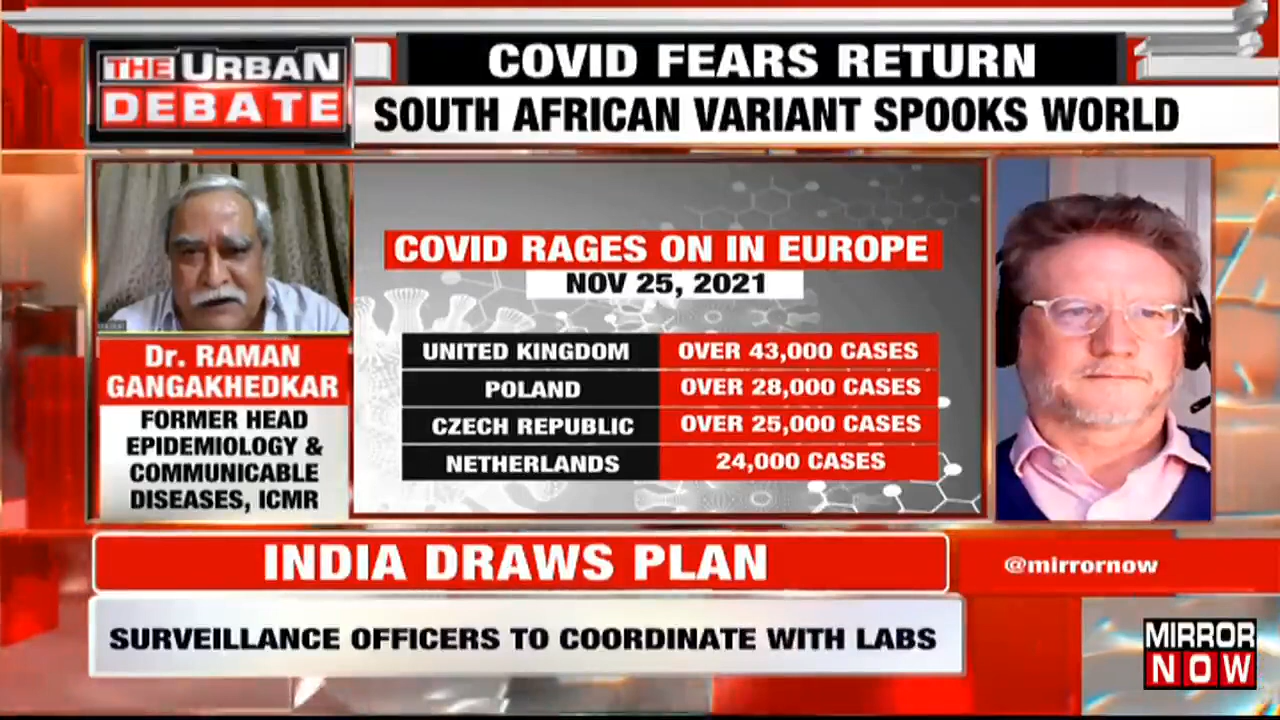 THE URBAN
DEBATE
COVID FEARS RETURN
SOUTH AFRICAN VARIANT SPOOKS WORLD
Dr. RAMAN
GANGAKHEDKAR
FORMER HEAD
EPIDEMIOLOGY &
COMMUNICABLE
DISEASES, ICMR
COVID RAGES ON IN EUROPE
NOV 25, 2021
UNITED KINGDOM OVER 43,000 CASES
POLAND OVER 28,000 CASES
CZECH REPUBLIC OVER 25,000 CASES
NETHERLANDS 24,000 CASES
INDIA DRAWS PLAN
@mirrornow
SURVEILLANCE OFFICERS TO COORDINATE WITH LABS
MIRROR
NOW